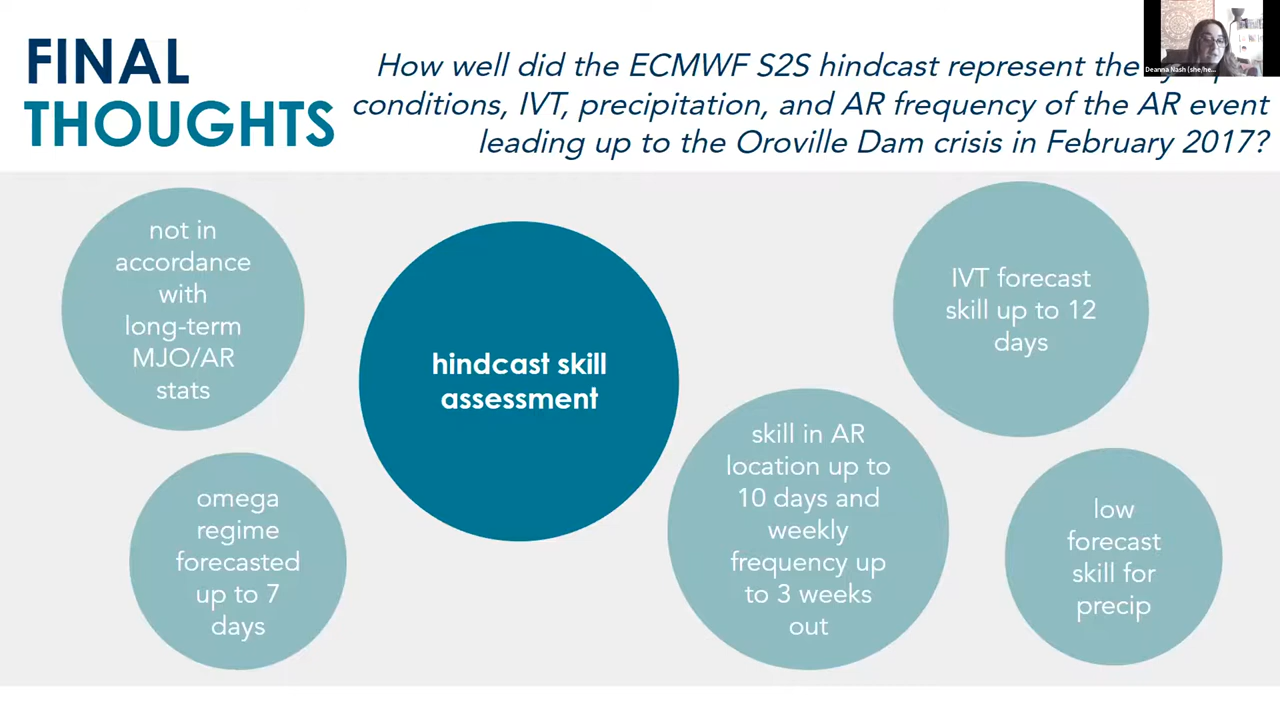 FINAL
THOUGHTS
How well did the ECMWF S2S hindcast represent the
conditions, IVT, precipitation, and AR frequency of the AR event
leading up to the Oroville Dam crisis in February 2017?
Deanna Nash (she/he...
not in
accordance
with
long-term
MJO/AR
stats
omega
regime
forecasted
up to 7
days
hindcast skill
assessment
skill in AR
location up to
10 days and
weekly
frequency up
to 3 weeks
out
IVT forecast
skill up to 12
days
low
forecast
skill for
precip